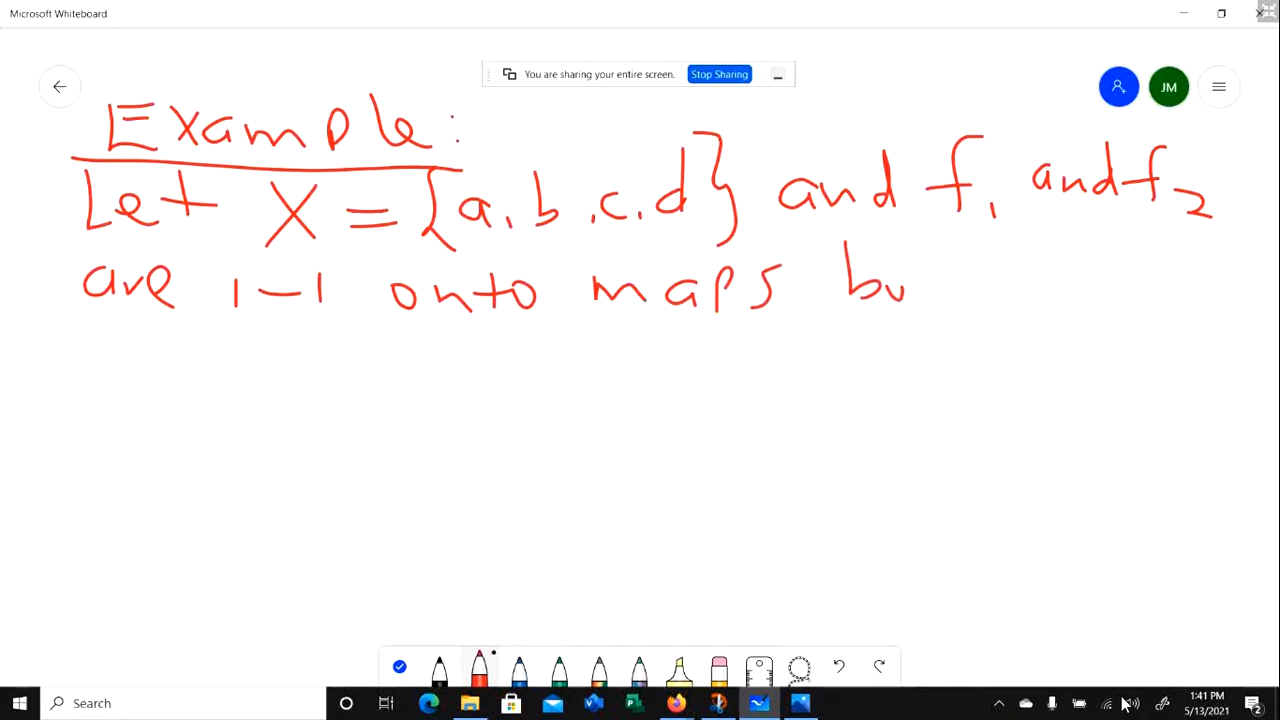 Microsoft Whiteboard
You are sharing your entire screen. Stop Sharing
JM
Example:
Let X = {a, b, c, d} and f1 and f2
are 1-1 onto maps
Search
1:41 PM
5/13/2021
2